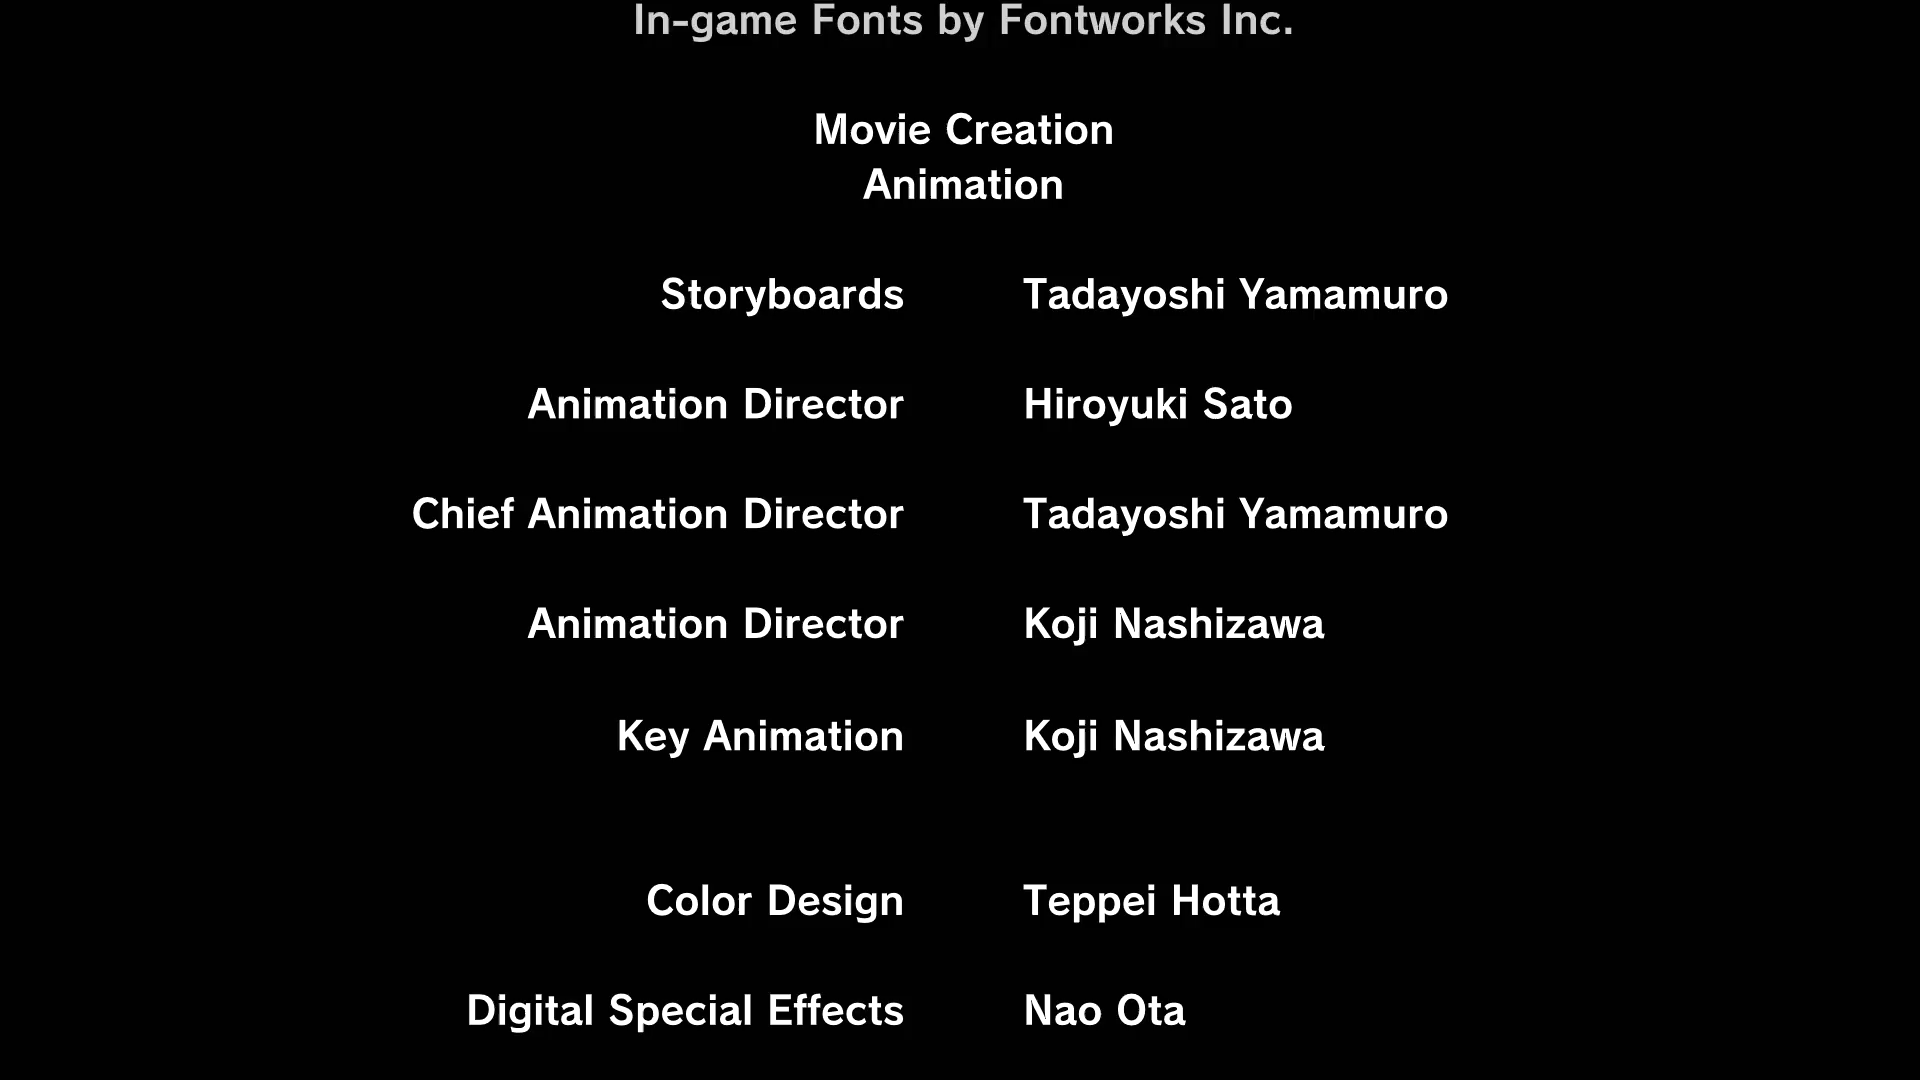 In-game Fonts by Fontworks Inc.
Movie Creation
Animation
Storyboards Tadayoshi Yamamuro
Animation Director Hiroyuki Sato
Chief Animation Director Tadayoshi Yamamuro
Animation Director Koji Nashizawa
Key Animation Koji Nashizawa
Color Design Teppei Hotta
Digital Special Effects Nao Ota